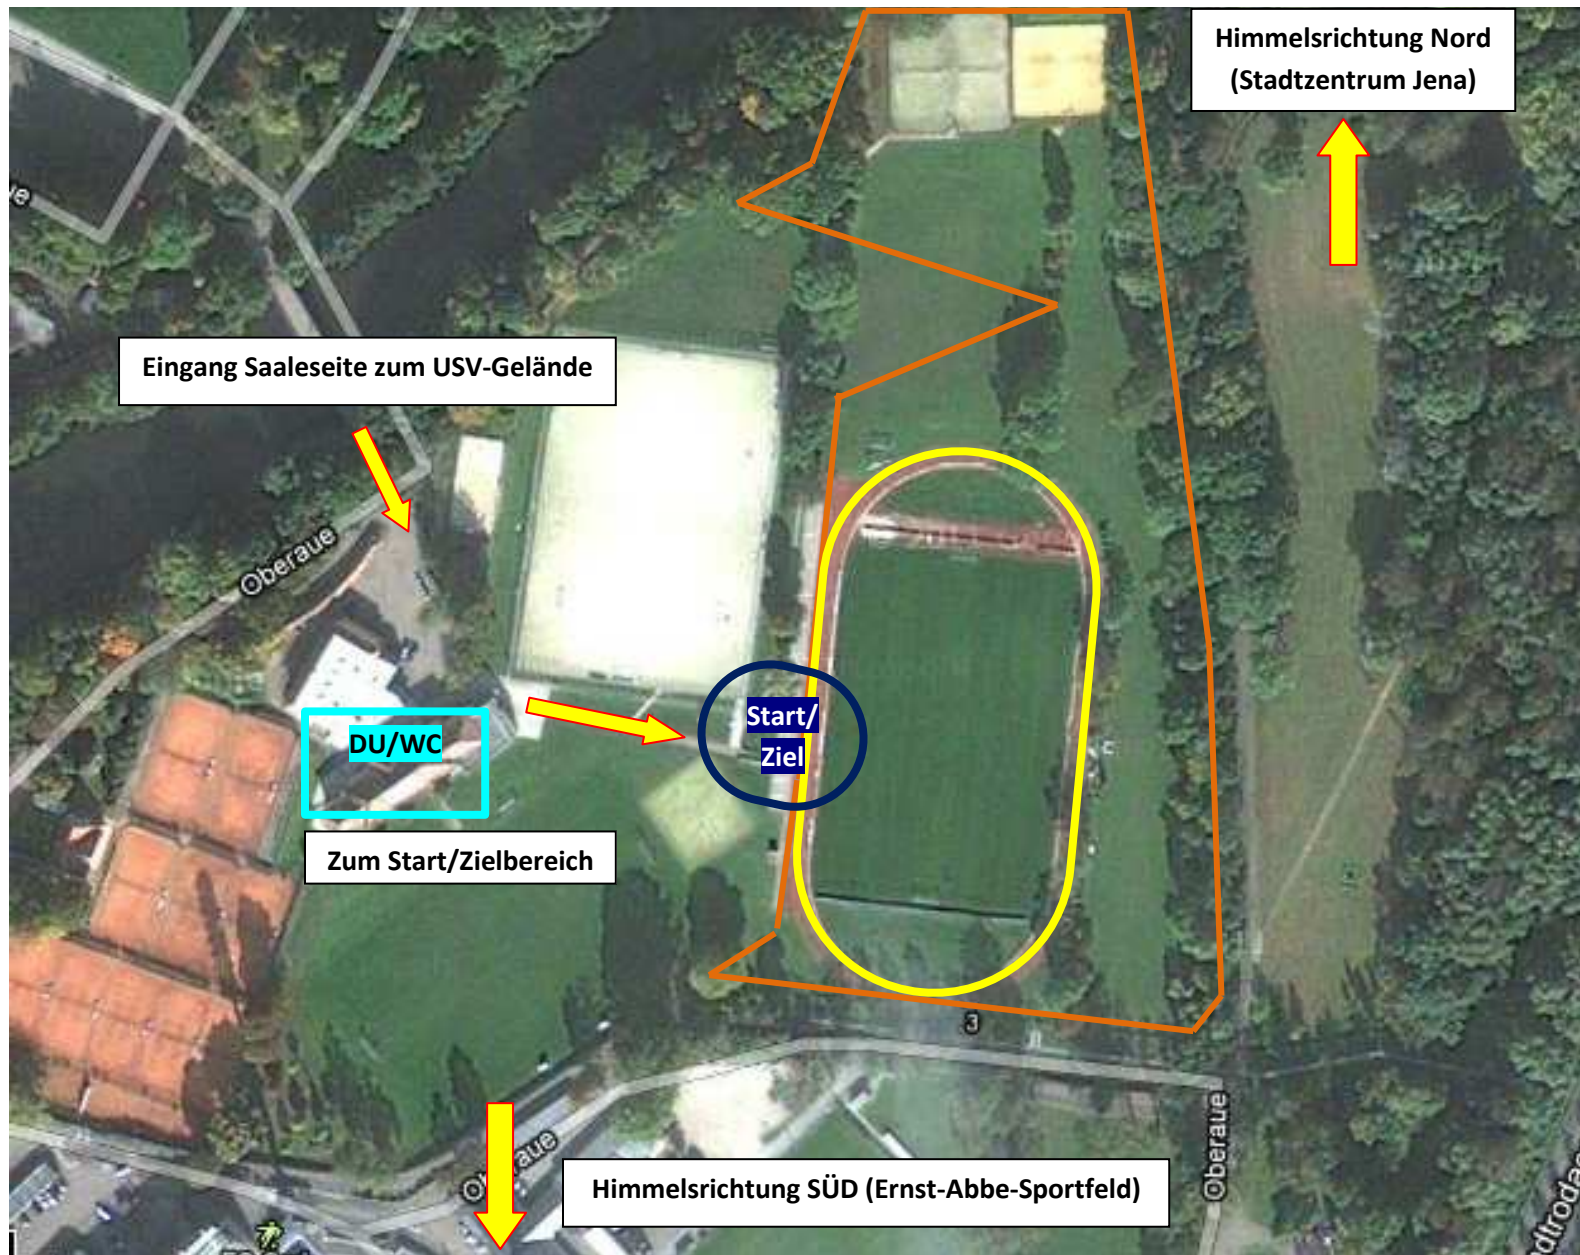 Himmelsrichtung Nord
(Stadtzentrum Jena)
Eingang Saaleseite zum USV-Gelände
Oberaue
Start/
Ziel
DU/WC
Zum Start/Zielbereich
3
Oberaue
Himmelsrichtung SÜD (Ernst-Abbe-Sportfeld)